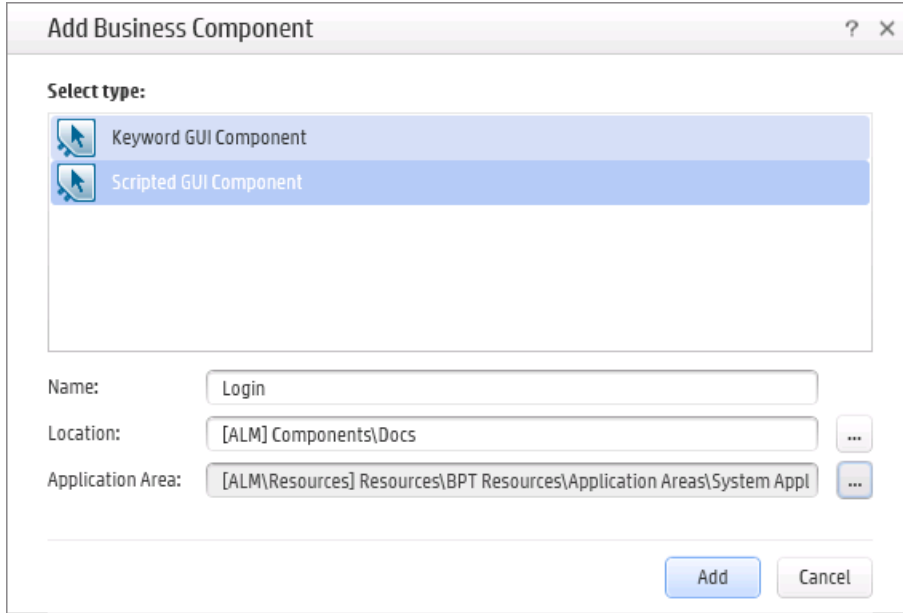 Add Business Component ? ×
Select type:
Keyword GUI Component
Scripted GUI Component
Name: Login
Location: [ALM] Components\Docs ...
Application Area: [ALM\Resources] Resources\BPT Resources\Application Areas\System Appl ...
Add Cancel